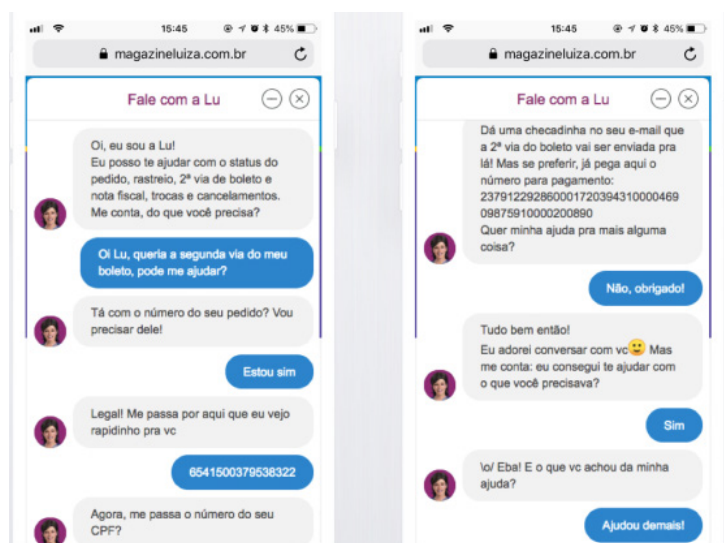 15:45
45%
magazineluiza.com.br
Fale com a Lu
Oi, eu sou a Lu!
Eu posso te ajudar com o status do
pedido, rastreio, 2ª via de boleto e
nota fiscal, trocas e cancelamentos.
Me conta, do que você precisa?
Oi Lu, queria a segunda via do meu
boleto, pode me ajudar?
Tá com o número do seu pedido? Vou
precisar dele!
Estou sim
Legal! Me passa por aqui que eu vejo
rapidinho pra vc
6541500379538322
Agora, me passa o número do seu
CPF?
15:45
45%
magazineluiza.com.br
Fale com a Lu
Dá uma checadinha no seu e-mail que
a 2ª via do boleto vai ser enviada pra
lá! Mas se preferir, já pega aqui o
número para pagamento:
237912292860001720394310000469
09875910000200890
Quer minha ajuda pra mais alguma
coisa?
Não, obrigado!
Tudo bem então!
Eu adorei conversar com vc🙂 Mas
me conta: eu consegui te ajudar com
o que você precisava?
Sim
\o/ Eba! E o que vc achou da minha
ajuda?
Ajudou demais!